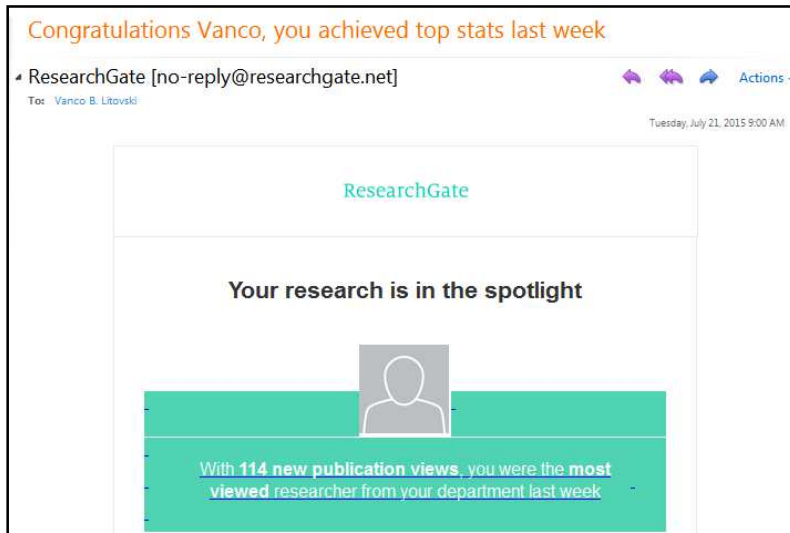 Congratulations Vanco, you achieved top stats last week
ResearchGate [no-reply@researchgate.net]
Actions
To: Vanco B. Litovski
Tuesday, July 21, 2015 9:00 AM
ResearchGate
Your research is in the spotlight
With 114 new publication views, you were the most
viewed researcher from your department last week